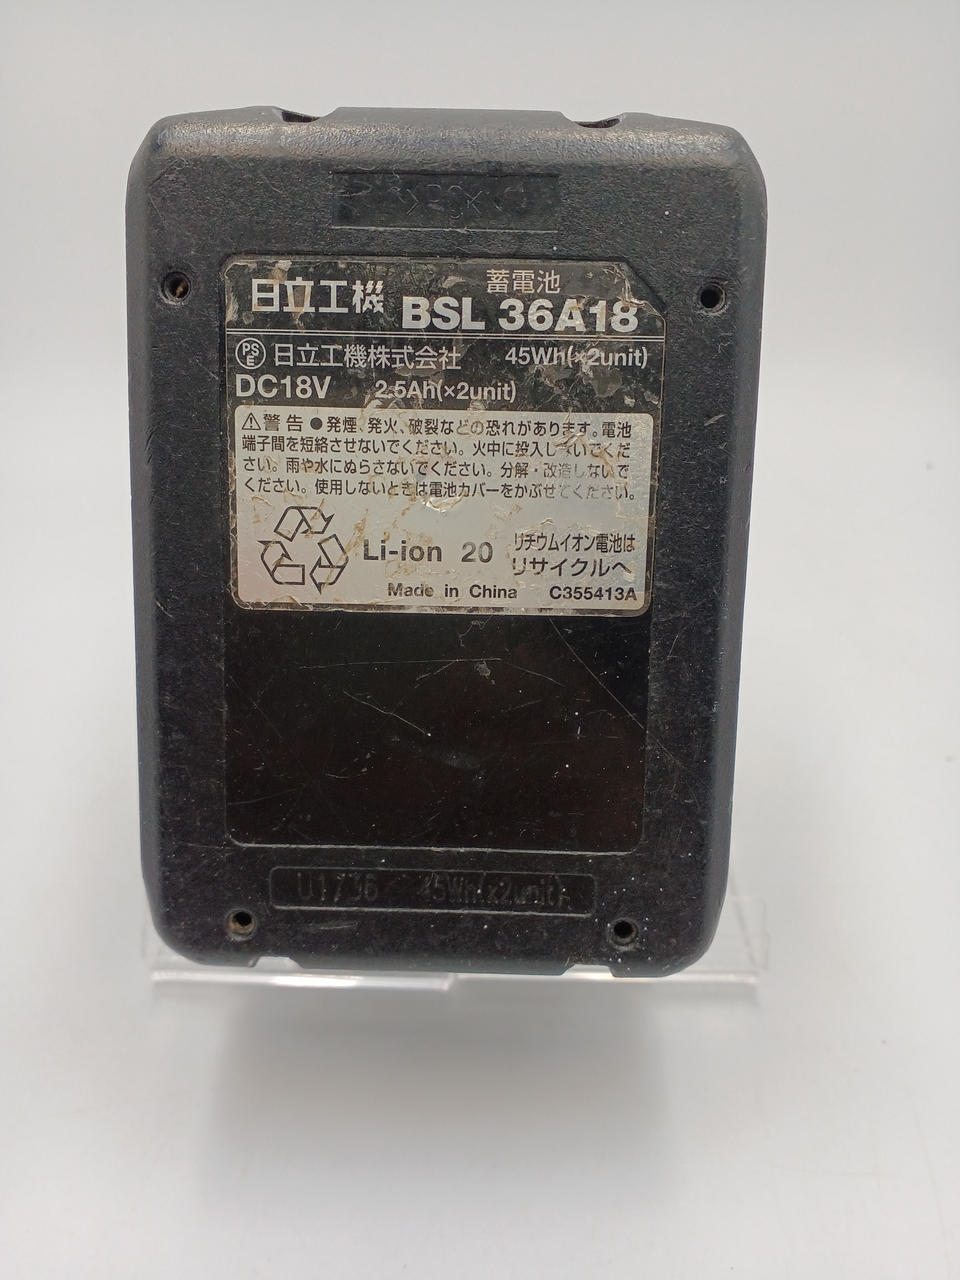 日立工機
蓄電池
BSL 36A18
PS
E
日立工機株式会社 45Wh(×2unit)
DC18V 2.5Ah(×2unit)
⚠警告 ●発煙、発火、破裂などの恐れがあります。電池
端子間を短絡させないでください。火中に投入しないでくだ
さい。雨や水にぬらさないでください。分解・改造しないで
ください。使用しないときは電池カバーをかぶせてください。
Li-ion 20
リチウムイオン電池は
リサイクルへ
Made in China C355413A
U1736 45Wh(×2unit)